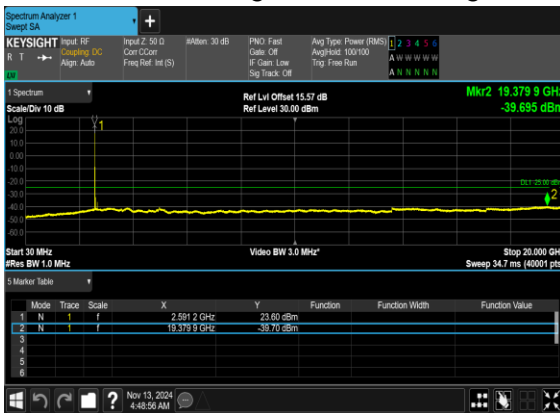 Spectrum Analyzer 1
Swept SA
KEYSIGHT
R T
Input: RF
Coupling: DC
Align: Auto
Input Z: 50 Ω
Corr CCorr
Freq Ref: Int (S)
#Atten: 30 dB
PNO: Fast
Gate: Off
IF Gain: Low
Sig Track: Off
Avg Type: Power (RMS)
Avg|Hold: 100/100
Trig: Free Run
1 2 3 4 5 6
A W W W W W
A N N N N N
1 Spectrum
Scale/Div 10 dB
Ref Lvl Offset 15.57 dB
Ref Level 30.00 dBm
Mkr2 19.379 9 GHz
-39.695 dBm
Log
20.0
10.0
0.00
-10.0
-20.0
-30.0
-40.0
-50.0
-60.0
1
DL1 -25.00 dBm
2
Start 30 MHz
#Res BW 1.0 MHz
Video BW 3.0 MHz*
Stop 20.000 GHz
Sweep 34.7 ms (40001 pts)
5 Marker Table
Mode Trace Scale X Y Function Function Width Function Value
1 N 1 f 2.591 2 GHz 23.60 dBm
2 N 1 f 19.379 9 GHz -39.70 dBm
3
4
5
6
?
Nov 13, 2024
4:48:56 AM